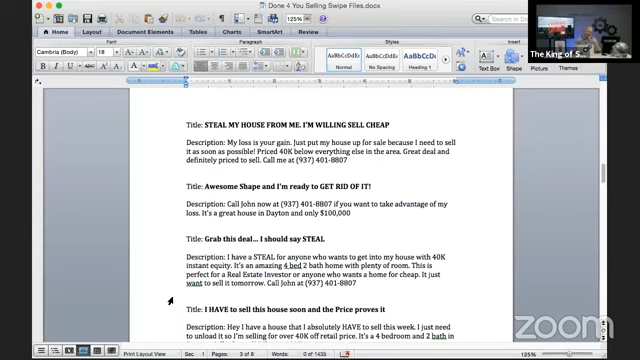 Done 4 You Selling Swipe Files.docx
125%
Search in Document
Home Layout Document Elements Tables Charts SmartArt Review
Font Paragraph Styles Insert Themes
Cambria (Body) 18
AaBbCcDdEe AaBbCcDdEe AaBbCcDc
Normal No Spacing Heading 1
Text Box Shape Picture Themes
The King of S...
Title: STEAL MY HOUSE FROM ME. I'M WILLING SELL CHEAP
Description: My loss is your gain. Just put my house up for sale because I need to sell
it as soon as possible! Priced 40K below everything else in the area. Great deal and
definitely priced to sell. Call me at (937) 401-8807
Title: Awesome Shape and I'm ready to GET RID OF IT!
Description: Call John now at (937) 401-8807 if you want to take advantage of my
loss. It's a great house in Dayton and only $100,000
Title: Grab this deal... I should say STEAL
Description: I have a STEAL for anyone who wants to get into my house with 40K
instant equity. It's an amazing 4 bed 2 bath home with plenty of room. This is
perfect for a Real Estate Investor or anyone who wants a home for cheap. It just
want to sell it tomorrow. Call John at (937) 401-8807
Title: I HAVE to sell this house soon and the Price proves it
Description: Hey I have a house that I absolutely HAVE to sell this week. I just need
to unload it so I'm selling for over 40K off retail price. It's a 4 bedroom and 2 bath in
zoom
Print Layout View Sec 1 Pages: 3 of 6 Words: 0 of 1435 125%